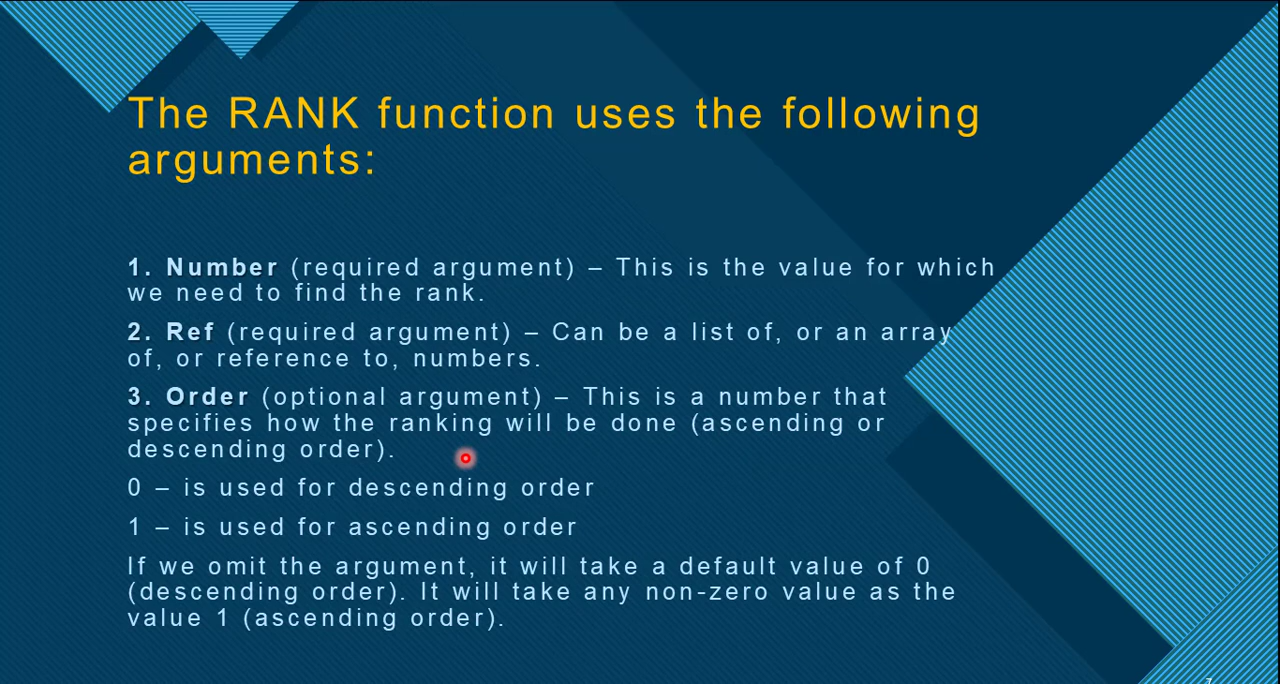 The RANK function uses the following
arguments:
1. Number (required argument) – This is the value for which
we need to find the rank.
2. Ref (required argument) – Can be a list of, or an array
of, or reference to, numbers.
3. Order (optional argument) – This is a number that
specifies how the ranking will be done (ascending or
descending order).
0 – is used for descending order
1 – is used for ascending order
If we omit the argument, it will take a default value of 0
(descending order). It will take any non-zero value as the
value 1 (ascending order).
7